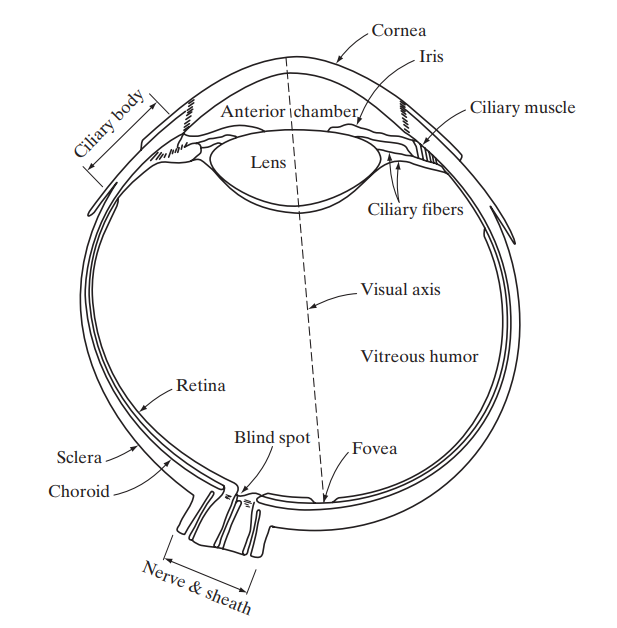 Cornea
Iris
Ciliary body
Anterior chamber
Ciliary muscle
Lens
Ciliary fibers
Visual axis
Vitreous humor
Retina
Blind spot
Fovea
Sclera
Choroid
Nerve & sheath